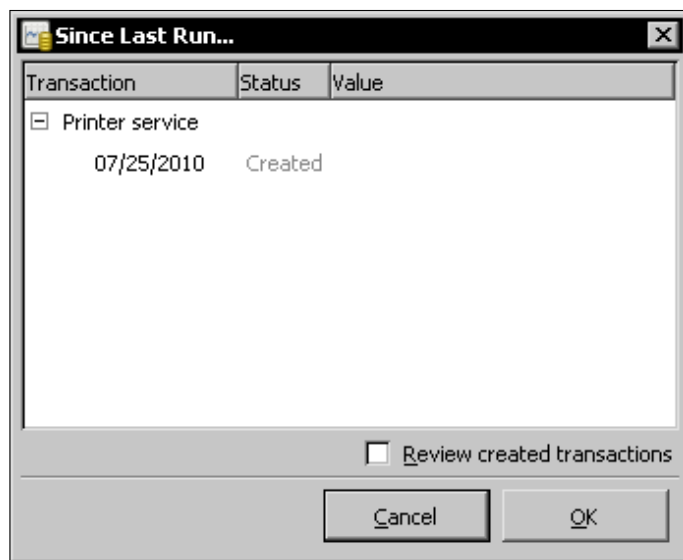 Since Last Run...
Transaction Status Value
Printer service
07/25/2010 Created
Review created transactions
Cancel OK